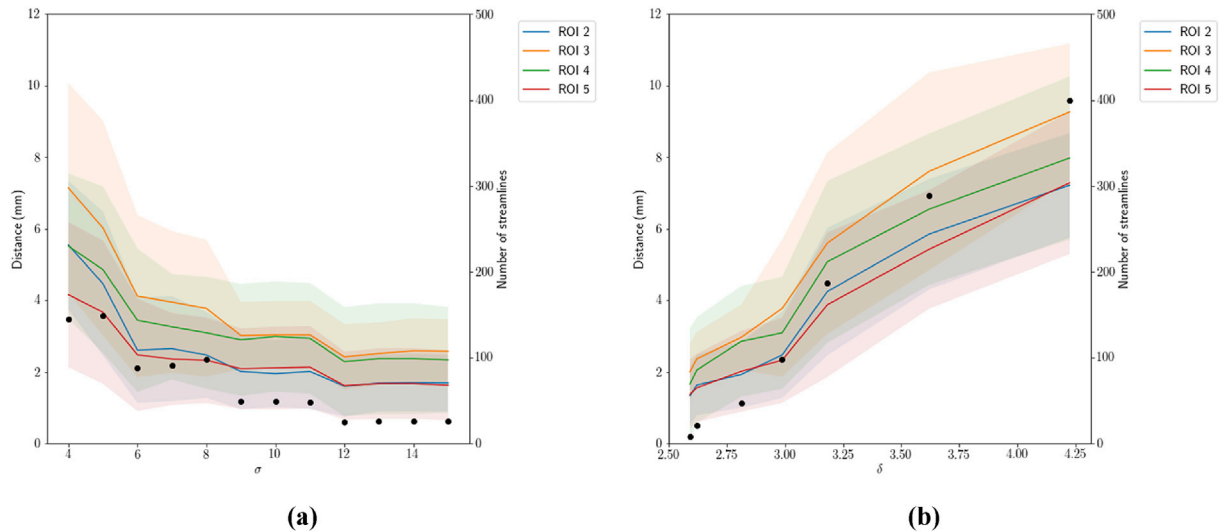 12
10
8
6
4
2
0
Distance (mm)
4
6
8
10
12
14
σ
500
400
300
200
100
0
Number of streamlines
ROI 2
ROI 3
ROI 4
ROI 5
(a)
12
10
8
6
4
2
0
Distance (mm)
2.50
2.75
3.00
3.25
3.50
3.75
4.00
4.25
δ
500
400
300
200
100
0
Number of streamlines
ROI 2
ROI 3
ROI 4
ROI 5
(b)